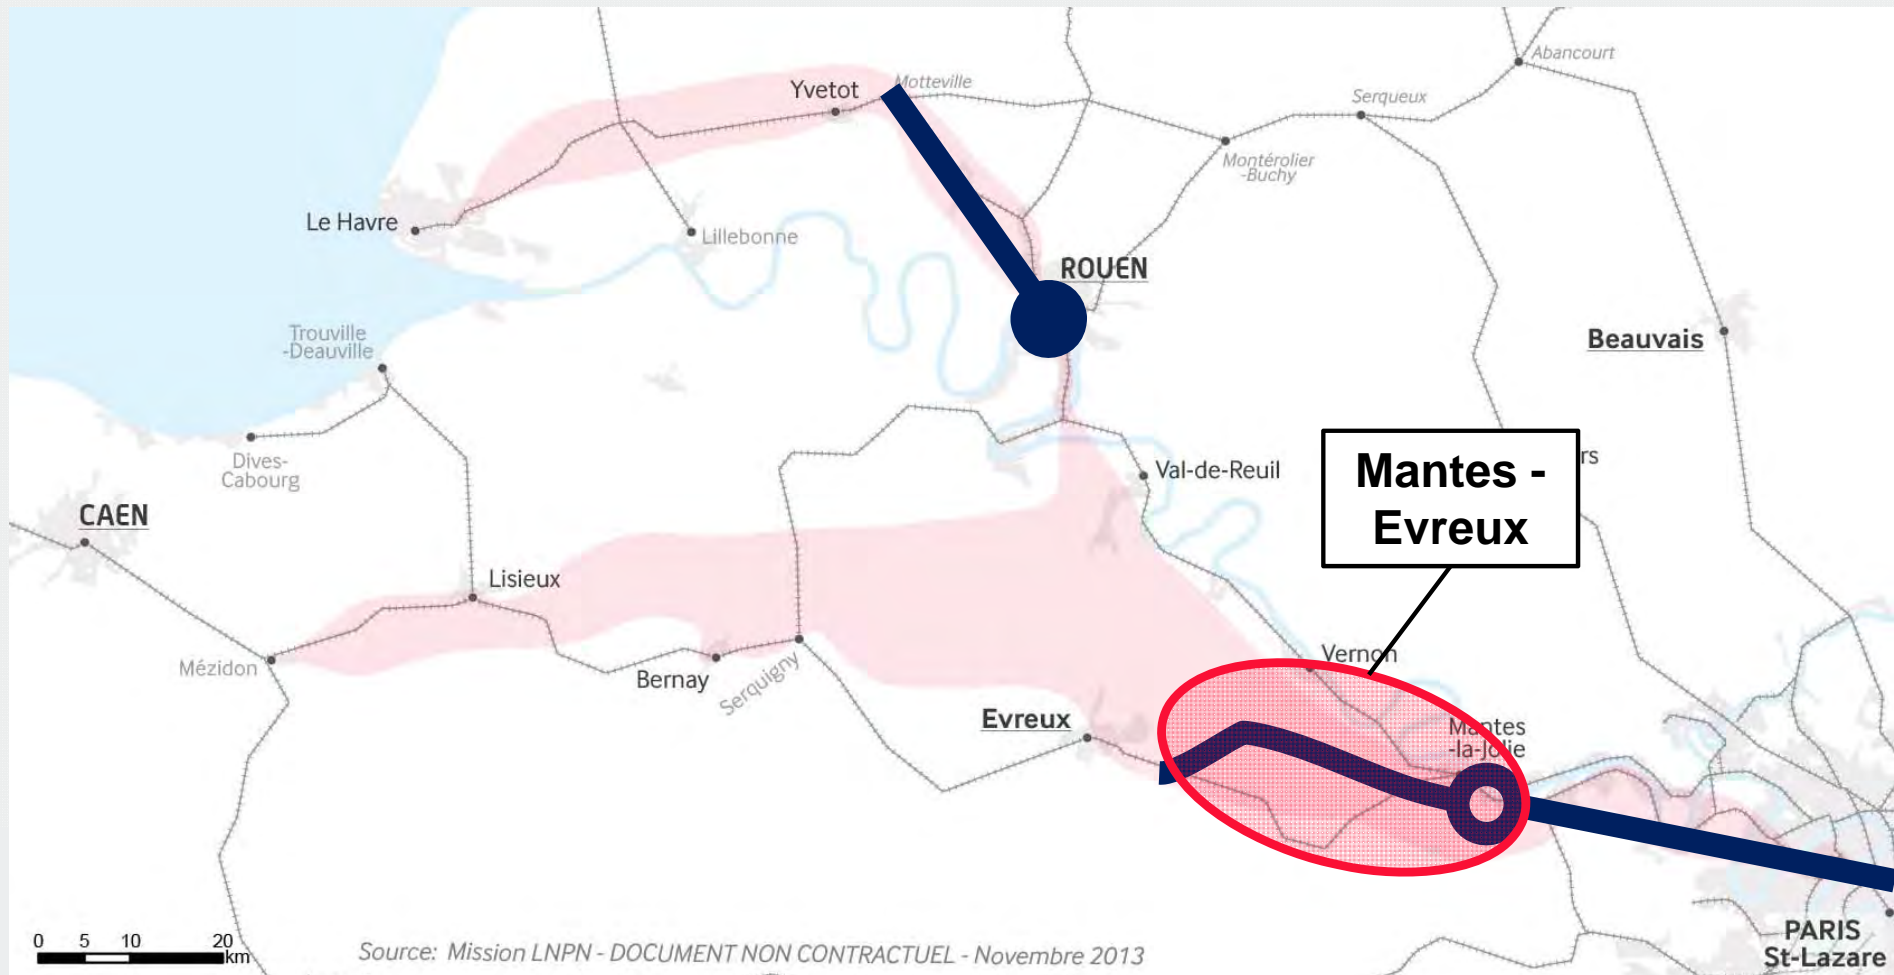 Abancourt
Motteville
Yvetot
Serqueux
Montérolier
-Buchy
Le Havre
Lillebonne
ROUEN
Trouville
-Deauville
Beauvais
Mantes -
Evreux
rs
Dives-
Cabourg
Val-de-Reuil
CAEN
Lisieux
Mézidon
Bernay
Serquigny
Vernon
Evreux
Mantes
-la-Jolie
PARIS
St-Lazare
0 5 10 20
km
Source: Mission LNPN - DOCUMENT NON CONTRACTUEL - Novembre 2013